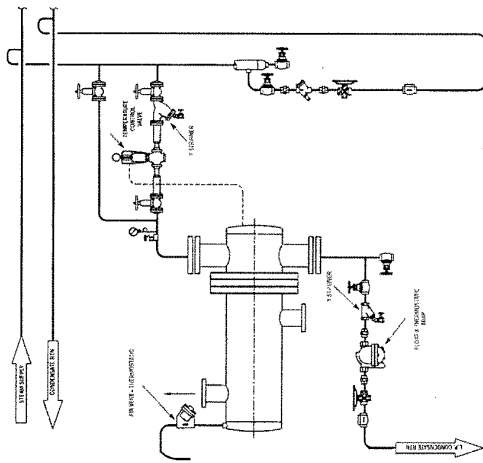 TEMPERATURE
CONTROL
VALVE
Y STRAINER
Y STRAINER
FLOAT & THERMOSTATIC
TRAP
STEAM SUPPLY
CONDENSATE RTN
L.P. CONDENSATE RTN